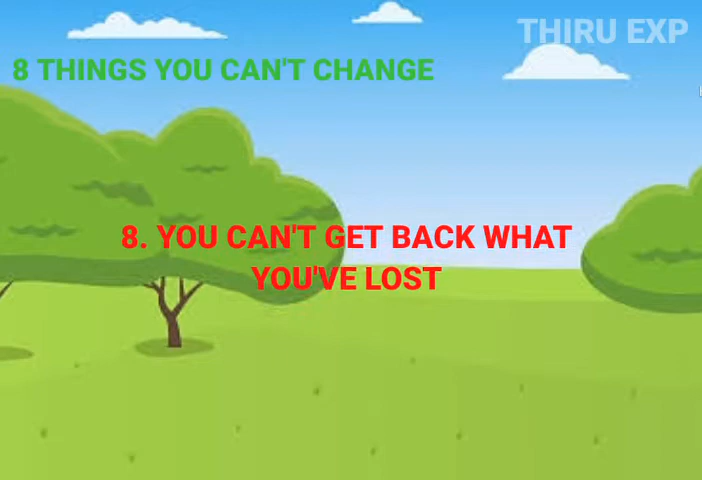 THIRU EXP
8 THINGS YOU CAN'T CHANGE
8. YOU CAN'T GET BACK WHAT
YOU'VE LOST